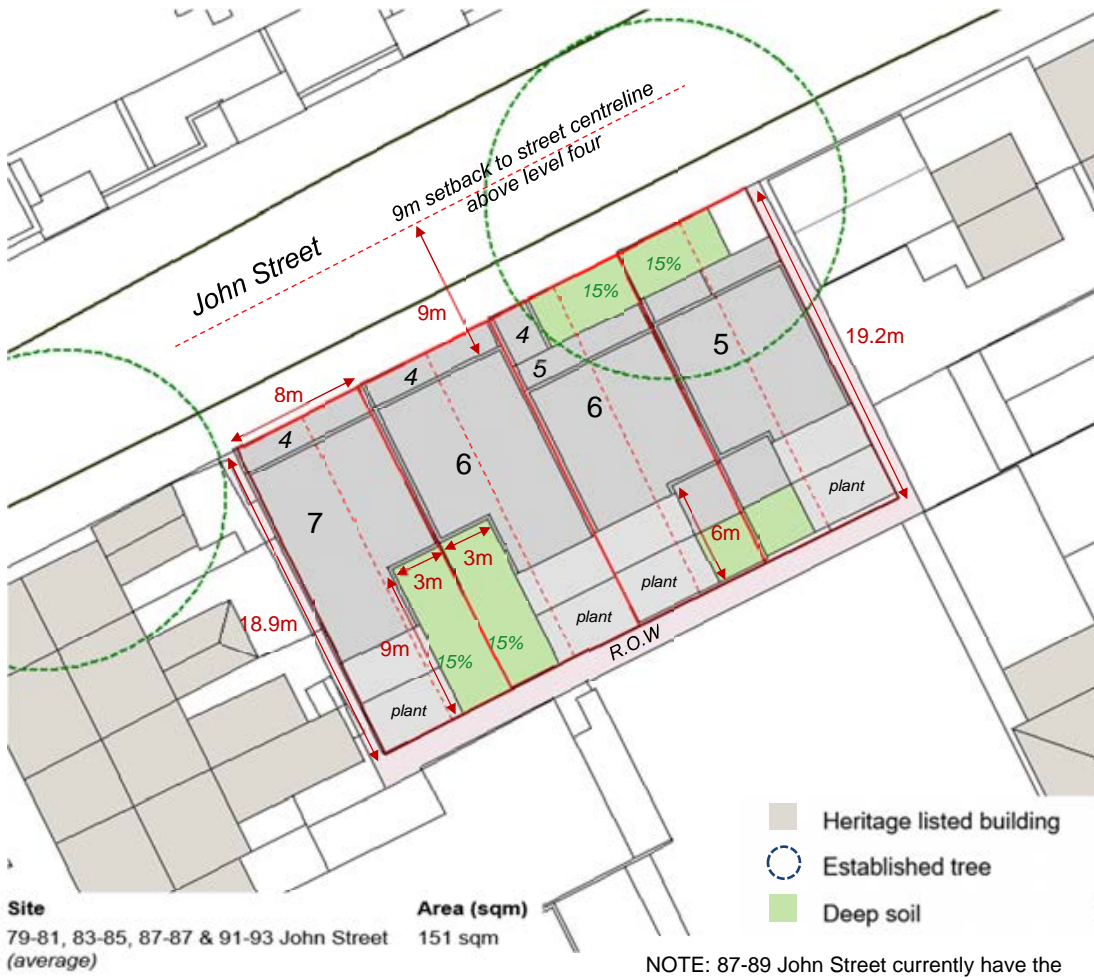 9m setback to street centreline
above level four
John Street
9m
15%
15%
19.2m
8m
4
4
4
5
5
6
6
7
plant
6m
3m
3m
plant
plant
R.O.W
18.9m
9m
15%
15%
plant
Heritage listed building
Established tree
Deep soil
Site
Area (sqm)
79-81, 83-85, 87-87 & 91-93 John Street
151 sqm
(average)
NOTE: 87-89 John Street currently have the